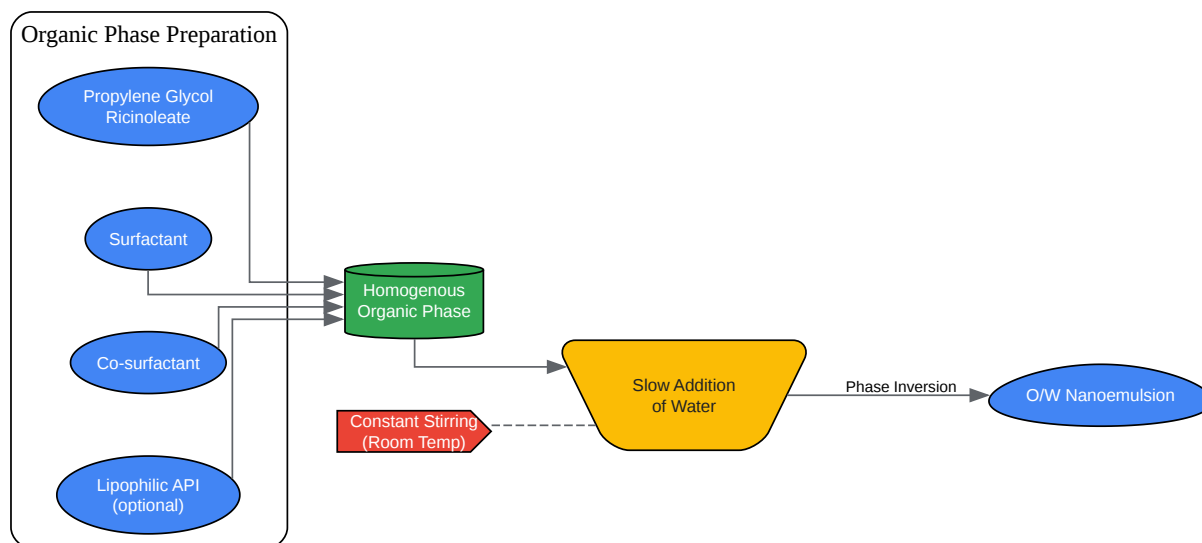 Organic Phase Preparation
Propylene Glycol
Ricinoleate
Surfactant
Co-surfactant
Lipophilic API
(optional)
Homogenous
Organic Phase
Constant Stirring
(Room Temp)
Slow Addition
of Water
Phase Inversion
O/W Nanoemulsion